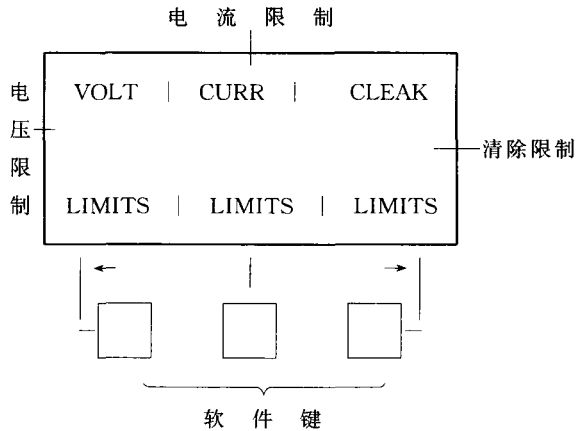 电流限制
VOLT | CURR | CLEAK
电压限制
清除限制
LIMITS | LIMITS | LIMITS
软件键